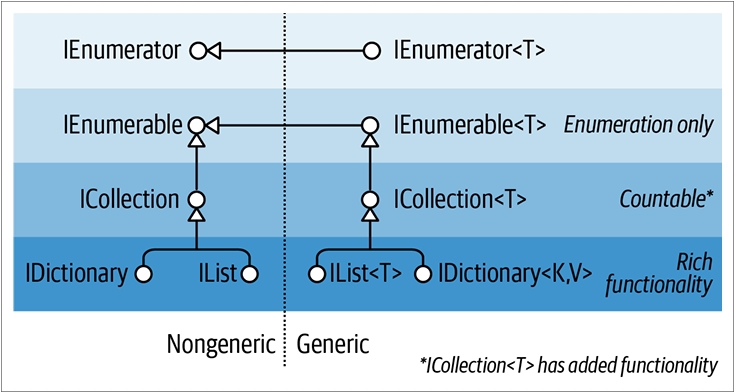 IEnumerator IEnumerator<T>
IEnumerable IEnumerable<T> Enumeration only
ICollection ICollection<T> Countable*
IDictionary IList IList<T> IDictionary<K,V> Rich
functionality
Nongeneric Generic
*ICollection<T> has added functionality